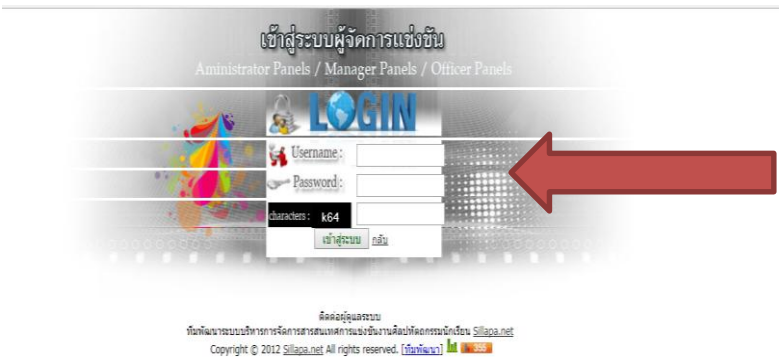 เข้าสู่ระบบผู้จัดการแข่งขัน
Aministrator Panels / Manager Panels / Officer Panels
LOGIN
Username :
Password :
characters : k64
เข้าสู่ระบบ กลับ
ติดต่อผู้ดูแลระบบ
ทีมพัฒนาระบบบริหารการจัดการสารสนเทศการแข่งขันงานศิลปหัตถกรรมนักเรียน Sillapa.net
Copyright © 2012 Sillapa.net All rights reserved. [ทีมพัฒนา] 355